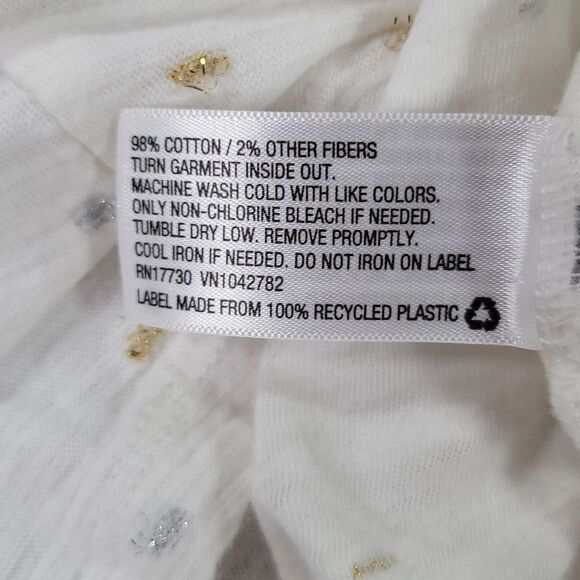 98% COTTON / 2% OTHER FIBERS
TURN GARMENT INSIDE OUT.
MACHINE WASH COLD WITH LIKE COLORS.
ONLY NON-CHLORINE BLEACH IF NEEDED.
TUMBLE DRY LOW. REMOVE PROMPTLY.
COOL IRON IF NEEDED. DO NOT IRON ON LABEL
RN17730 VN1042782
LABEL MADE FROM 100% RECYCLED PLASTIC